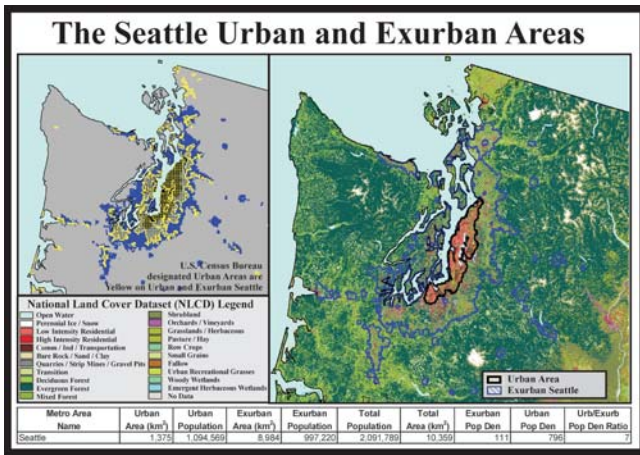 The Seattle Urban and Exurban Areas
U.S. Census Bureau
designated Urban Areas are
Yellow on Urban and Exurban Seattle
National Land Cover Dataset (NLCD) Legend
Open Water
Perennial Ice / Snow
Low Intensity Residential
High Intensity Residential
Comm / Ind / Transportation
Bare Rock / Sand / Clay
Quarries / Strip Mines / Gravel Pits
Transition
Deciduous Forest
Evergreen Forest
Mixed Forest
Shrubland
Orchards / Vineyards
Grasslands / Herbaceous
Pasture / Hay
Row Crops
Small Grains
Fallow
Urban Recreational Grasses
Woody Wetlands
Emergent Herbaceous Wetlands
No Data
Urban Area
Exurban Seattle
Metro Area Urban Urban Exurban Exurban Total Total Exurban Urban Urb/Exurb
Name Area (km²) Population Area (km²) Population Population Area (km²) Pop Den Pop Den Pop Den Ratio
Seattle 1,375 1,094,569 8,984 997,220 2,091,789 10,359 111 796 7